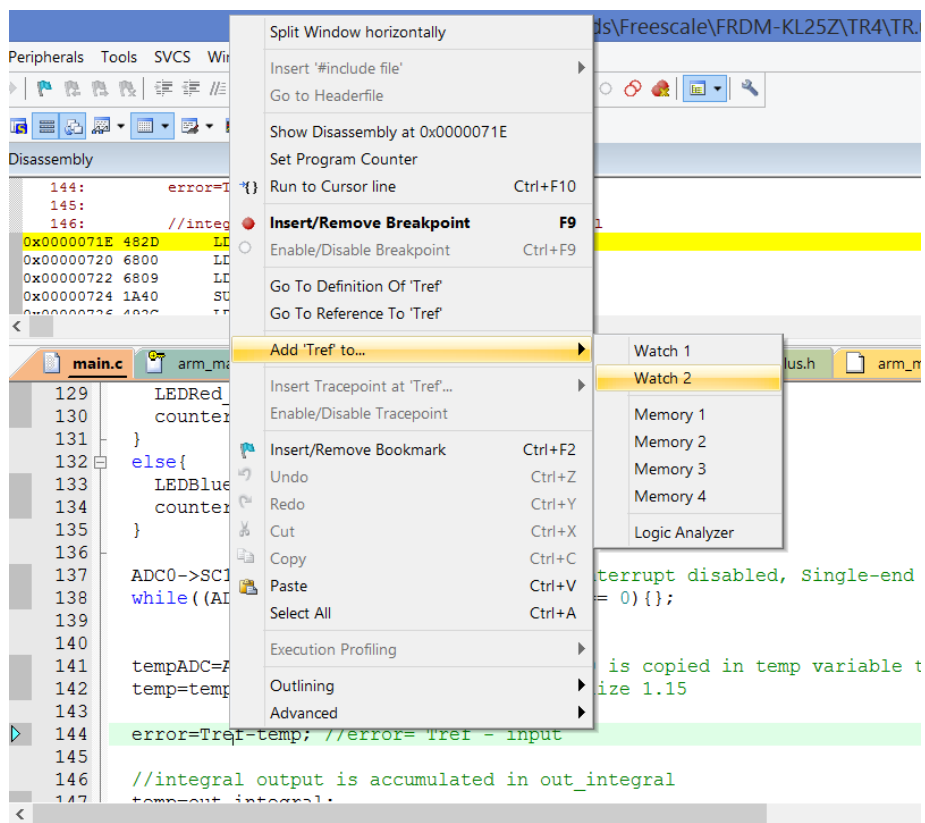 ds\Freescale\FRDM-KL25Z\TR4\TR.
Peripherals Tools SVCS
Disassembly
144: error=T
145:
146: //integ
0x0000071E 482D
0x00000720 6800
0x00000722 6809
0x00000724 1A40 SU
Split Window horizontally
Insert '#include file'
Go to Headerfile
Show Disassembly at 0x0000071E
Set Program Counter
Run to Cursor line Ctrl+F10
Insert/Remove Breakpoint F9
Enable/Disable Breakpoint Ctrl+F9
Go To Definition Of 'Tref'
Go To Reference To 'Tref'
Add 'Tref' to...
Insert Tracepoint at 'Tref'...
Enable/Disable Tracepoint
Insert/Remove Bookmark Ctrl+F2
Undo Ctrl+Z
Redo Ctrl+Y
Cut Ctrl+X
Copy Ctrl+C
Paste Ctrl+V
Select All Ctrl+A
Execution Profiling
Outlining
Advanced
Watch 1
Watch 2
Memory 1
Memory 2
Memory 3
Memory 4
Logic Analyzer
main.c arm_ma lus.h arm_m
129 LEDRed_
130 counter
131 }
132 else{
133 LEDBlue
134 counter
135 }
136
137 ADC0->SC1 terrupt disabled, Single-end
138 while((AD = 0){};
139
140
141 tempADC=A is copied in temp variable t
142 temp=temp ize 1.15
143
144 error=Tref-temp; //error= Tref - input
145
146 //integral output is accumulated in out_integral
147 temp=out_integral;